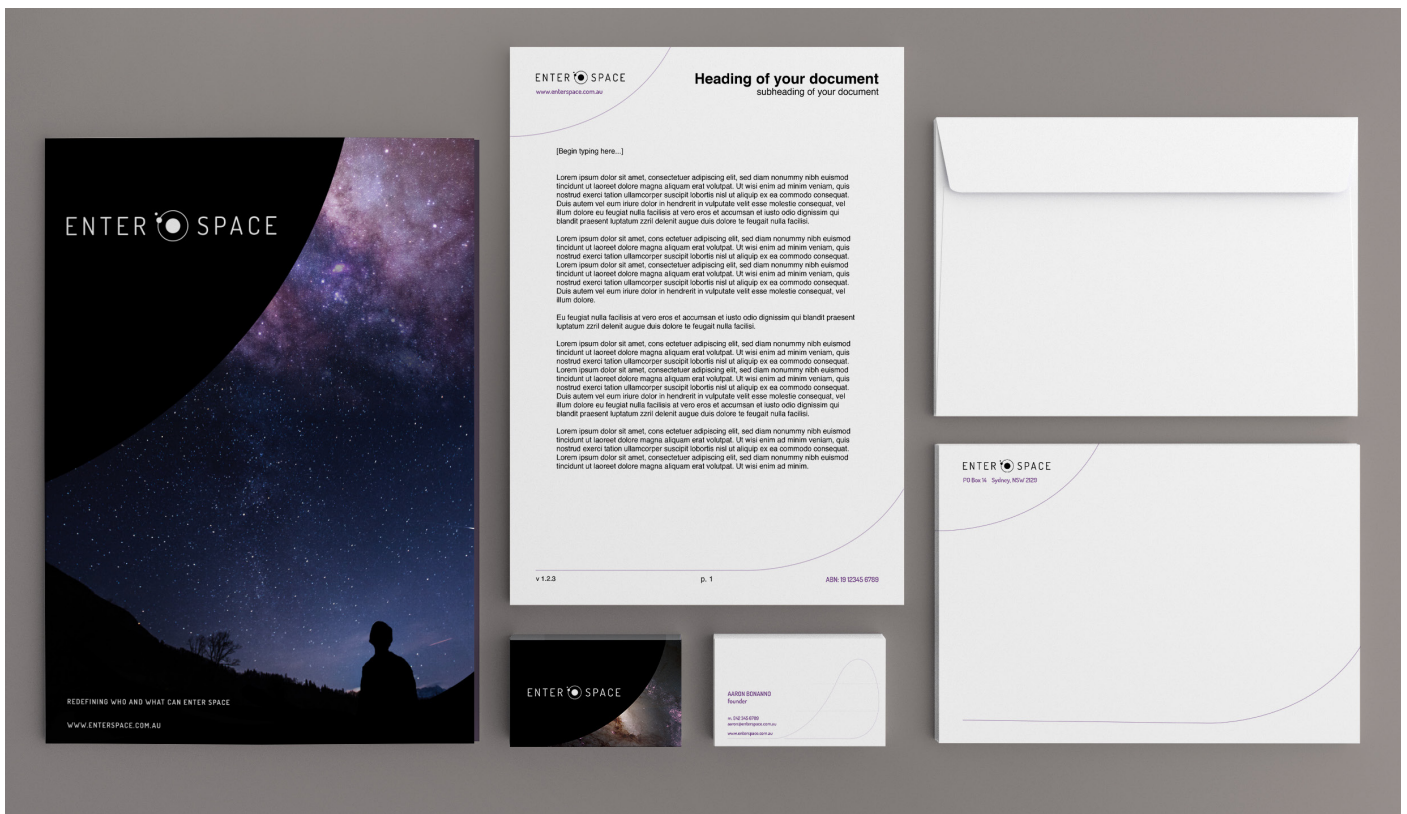 ENTER SPACE
REDEFINING WHO AND WHAT CAN ENTER SPACE
WWW.ENTERSPACE.COM.AU
ENTER SPACE
www.enterspace.com.au
Heading of your document
subheading of your document
[Begin typing here...]
Lorem ipsum dolor sit amet, consectetuer adipiscing elit, sed diam nonummy nibh euismod
tincidunt ut laoreet dolore magna aliquam erat volutpat. Ut wisi enim ad minim veniam, quis
nostrud exerci tation ullamcorper suscipit lobortis nisl ut aliquip ex ea commodo consequat.
Duis autem vel eum iriure dolor in hendrerit in vulputate velit esse molestie consequat, vel
illum dolore eu feugiat nulla facilisis at vero eros et accumsan et iusto odio dignissim qui
blandit praesent luptatum zzril delenit augue duis dolore te feugait nulla facilisi.
Lorem ipsum dolor sit amet, cons ectetuer adipiscing elit, sed diam nonummy nibh euismod
tincidunt ut laoreet dolore magna aliquam erat volutpat. Ut wisi enim ad minim veniam, quis
nostrud exerci tation ullamcorper suscipit lobortis nisl ut aliquip ex ea commodo consequat.
Lorem ipsum dolor sit amet, consectetuer adipiscing elit, sed diam nonummy nibh euismod
tincidunt ut laoreet dolore magna aliquam erat volutpat. Ut wisi enim ad minim veniam, quis
nostrud exerci tation ullamcorper suscipit lobortis nisl ut aliquip ex ea commodo consequat.
Duis autem vel eum iriure dolor in hendrerit in vulputate velit esse molestie consequat, vel
illum dolore.
Eu feugiat nulla facilisis at vero eros et accumsan et iusto odio dignissim qui blandit praesent
luptatum zzril delenit augue duis dolore te feugait nulla facilisi.
Lorem ipsum dolor sit amet, consectetuer adipiscing elit, sed diam nonummy nibh euismod
tincidunt ut laoreet dolore magna aliquam erat volutpat. Ut wisi enim ad minim veniam, quis
nostrud exerci tation ullamcorper suscipit lobortis nisl ut aliquip ex ea commodo consequat.
Lorem ipsum dolor sit amet, consectetuer adipiscing elit, sed diam nonummy nibh euismod
tincidunt ut laoreet dolore magna aliquam erat volutpat. Ut wisi enim ad minim veniam, quis
nostrud exerci tation ullamcorper suscipit lobortis nisl ut aliquip ex ea commodo consequat.
Duis autem vel eum iriure dolor in hendrerit in vulputate velit esse molestie consequat, vel
illum dolore eu feugiat nulla facilisis at vero eros et accumsan et iusto odio dignissim qui
blandit praesent luptatum zzril delenit augue duis dolore te feugait nulla facilisi.
Lorem ipsum dolor sit amet, cons ectetuer adipiscing elit, sed diam nonummy nibh euismod
tincidunt ut laoreet dolore magna aliquam erat volutpat. Ut wisi enim ad minim veniam, quis
nostrud exerci tation ullamcorper suscipit lobortis nisl ut aliquip ex ea commodo consequat.
Lorem ipsum dolor sit amet, consectetuer adipiscing elit, sed diam nonummy nibh euismod
tincidunt ut laoreet dolore magna aliquam erat volutpat. Ut wisi enim ad minim.
v 1.2.3
p. 1
ABN: 19 12345 6789
ENTER SPACE
AARON BONANNO
founder
m: 242 345 6789
aaron@enterspace.com.au
www.enterspace.com.au
ENTER SPACE
PO Box 14 Sydney, NSW 2129